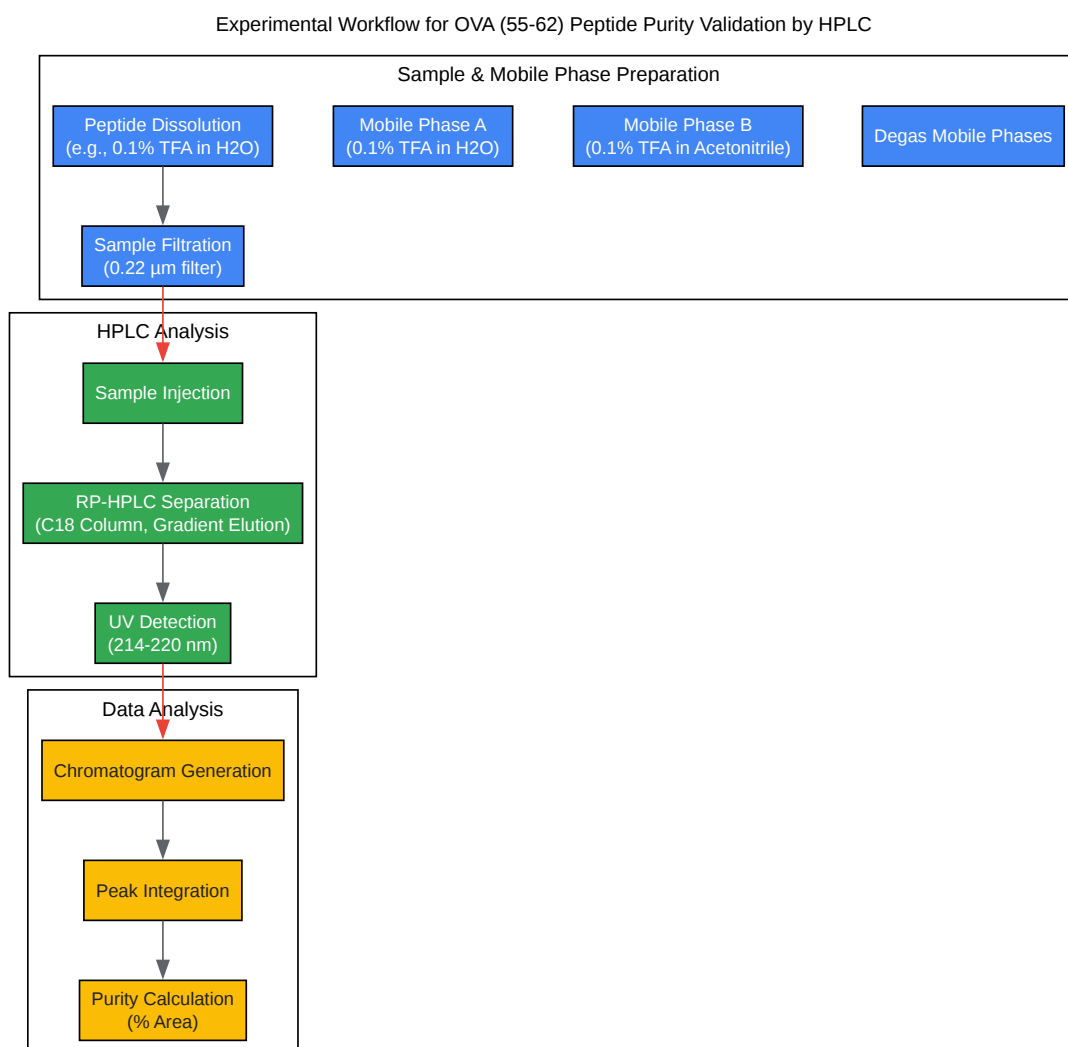 Experimental Workflow for OVA (55-62) Peptide Purity Validation by HPLC
Sample & Mobile Phase Preparation
Peptide Dissolution
(e.g., 0.1% TFA in H2O)
Mobile Phase A
(0.1% TFA in H2O)
Mobile Phase B
(0.1% TFA in Acetonitrile)
Degas Mobile Phases
Sample Filtration
(0.22 µm filter)
HPLC Analysis
Sample Injection
RP-HPLC Separation
(C18 Column, Gradient Elution)
UV Detection
(214-220 nm)
Data Analysis
Chromatogram Generation
Peak Integration
Purity Calculation
(% Area)